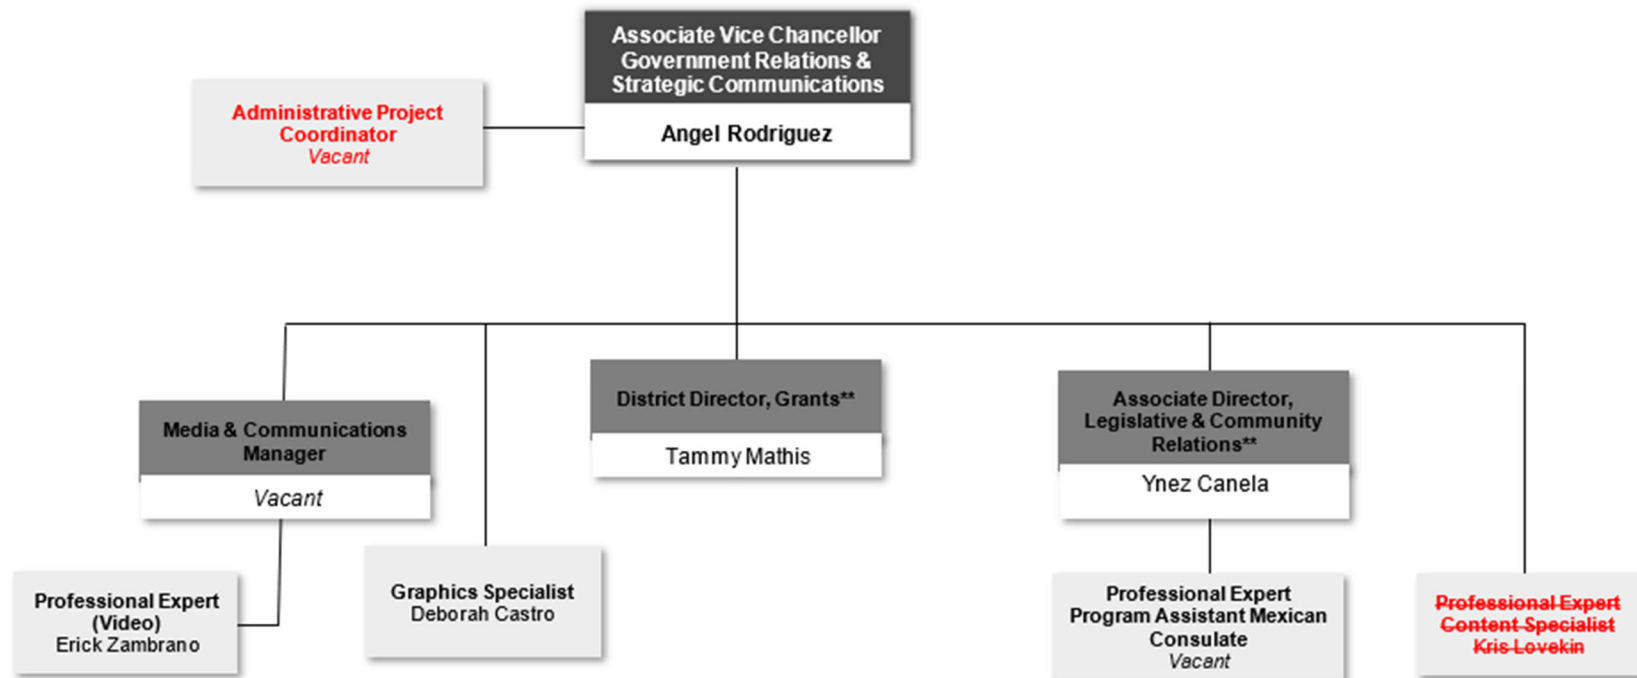 Associate Vice Chancellor
Government Relations &
Strategic Communications
Angel Rodriguez
Administrative Project
Coordinator
Vacant
Media & Communications
Manager
Vacant
District Director, Grants**
Tammy Mathis
Associate Director,
Legislative & Community
Relations**
Ynez Canela
Professional Expert
(Video)
Erick Zambrano
Graphics Specialist
Deborah Castro
Professional Expert
Program Assistant Mexican
Consulate
Vacant
Professional Expert
Content Specialist
Kris Lovekin